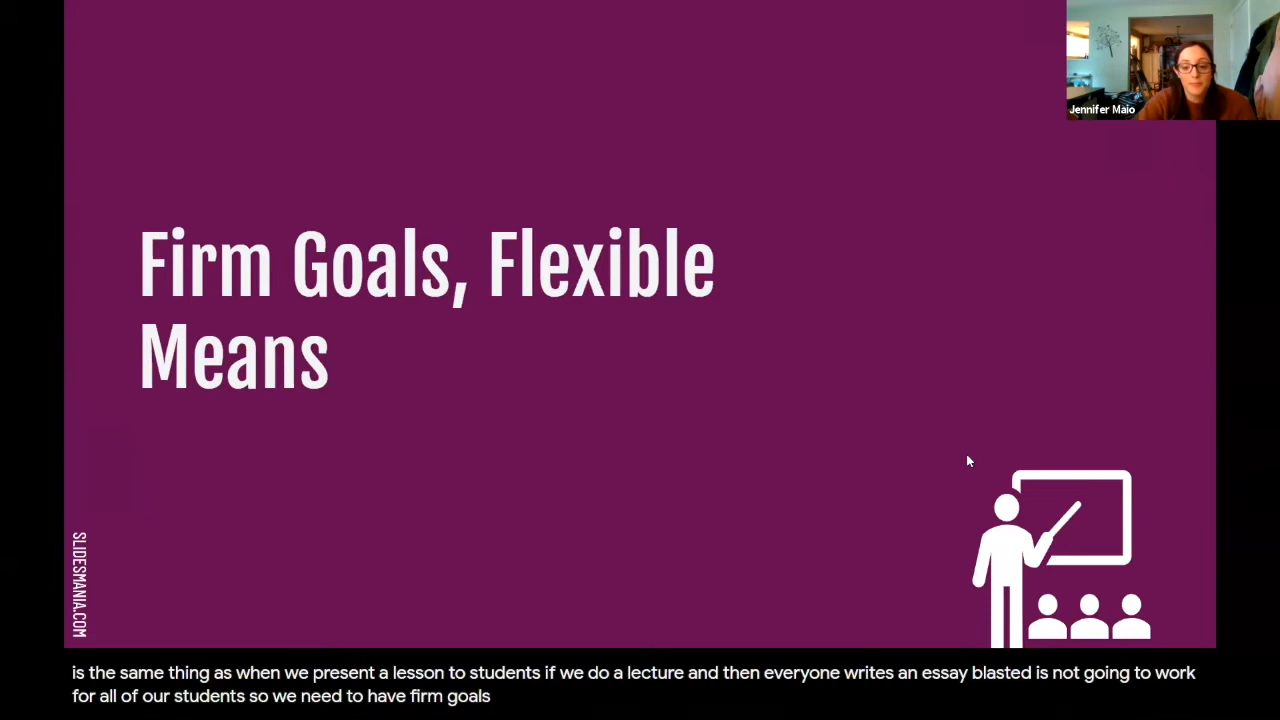 Jennifer Maio
Firm Goals, Flexible
Means
SLIDESMANIA.COM
is the same thing as when we present a lesson to students if we do a lecture and then everyone writes an essay blasted is not going to work
for all of our students so we need to have firm goals